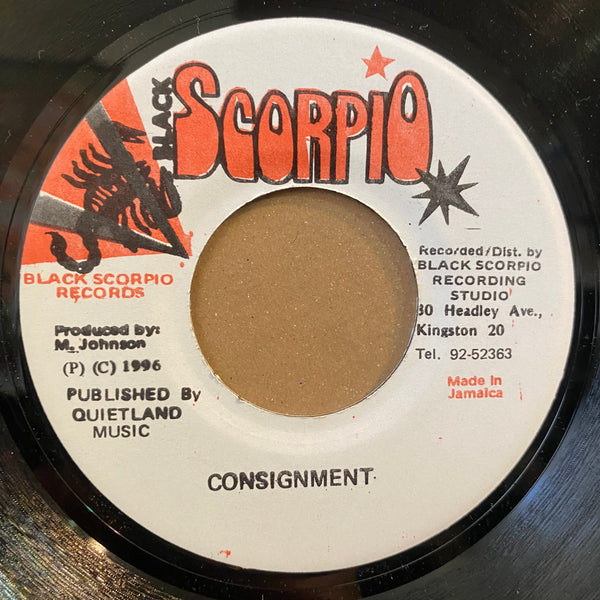 BLACK
SCORPIO
BLACK SCORPIO
RECORDS
Produced by:
M. Johnson
(P) (C) 1996
PUBLISHED By
QUIETLAND
MUSIC
Recorded/Dist. by
BLACK SCORPIO
RECORDING
STUDIO
30 Headley Ave.,
Kingston 20
Tel. 92-52363
Made in
Jamaica
CONSIGNMENT